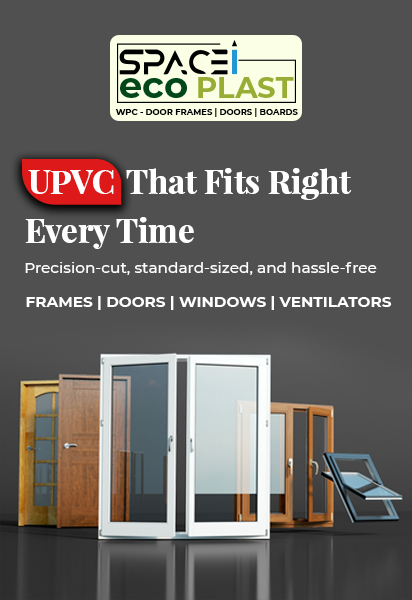 SPACEi
eco PLAST
WPC - DOOR FRAMES | DOORS | BOARDS
UPVC That Fits Right
Every Time
Precision-cut, standard-sized, and hassle-free
FRAMES | DOORS | WINDOWS | VENTILATORS